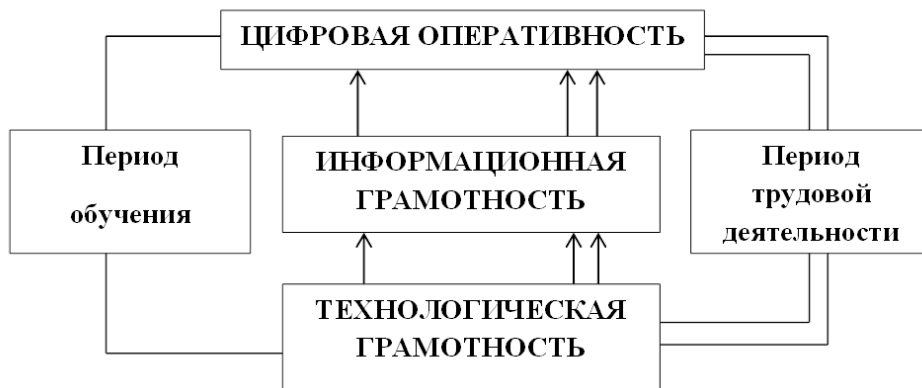 ЦИФРОВАЯ ОПЕРАТИВНОСТЬ
Период
обучения
ИНФОРМАЦИОННАЯ
ГРАМОТНОСТЬ
Период
трудовой
деятельности
ТЕХНОЛОГИЧЕСКАЯ
ГРАМОТНОСТЬ